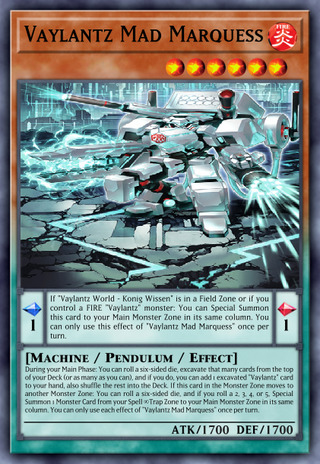 Vaylantz Mad Marquess
FIRE
炎
If "Vaylantz World - Konig Wissen" is in a Field Zone or if you
control a FIRE "Vaylantz" monster: You can Special Summon
this card to your Main Monster Zone in its same column. You
can only use this effect of "Vaylantz Mad Marquess" once per
turn.
1
1
[Machine / Pendulum / Effect]
During your Main Phase: You can roll a six-sided die, excavate that many cards from the
top of your Deck (or as many as you can), and if you do, you can add 1 excavated "Vaylantz" card
to your hand, also shuffle the rest into the Deck. If this card in the Monster Zone moves to
another Monster Zone: You can roll a six-sided die, and if you roll a 2, 3, 4, or 5, Special
Summon 1 Monster Card from your Spell & Trap Zone to your Main Monster Zone in its same
column. You can only use each effect of "Vaylantz Mad Marquess" once per turn.
ATK/1700 DEF/1700